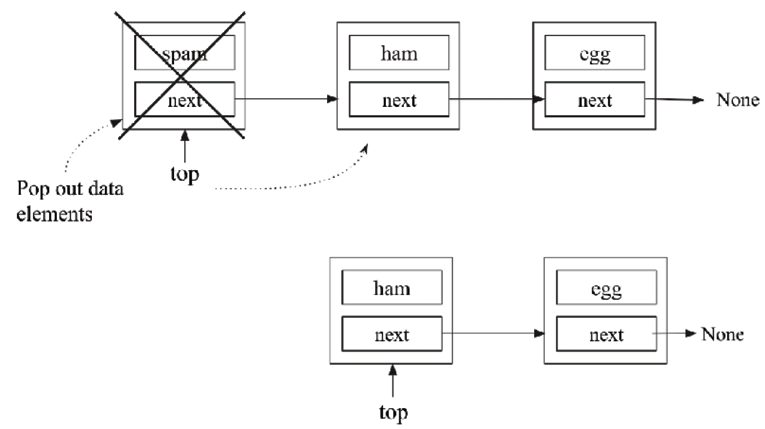 spam
ham
egg
next
next
next
None
top
Pop out data
elements
ham
egg
next
next
None
top